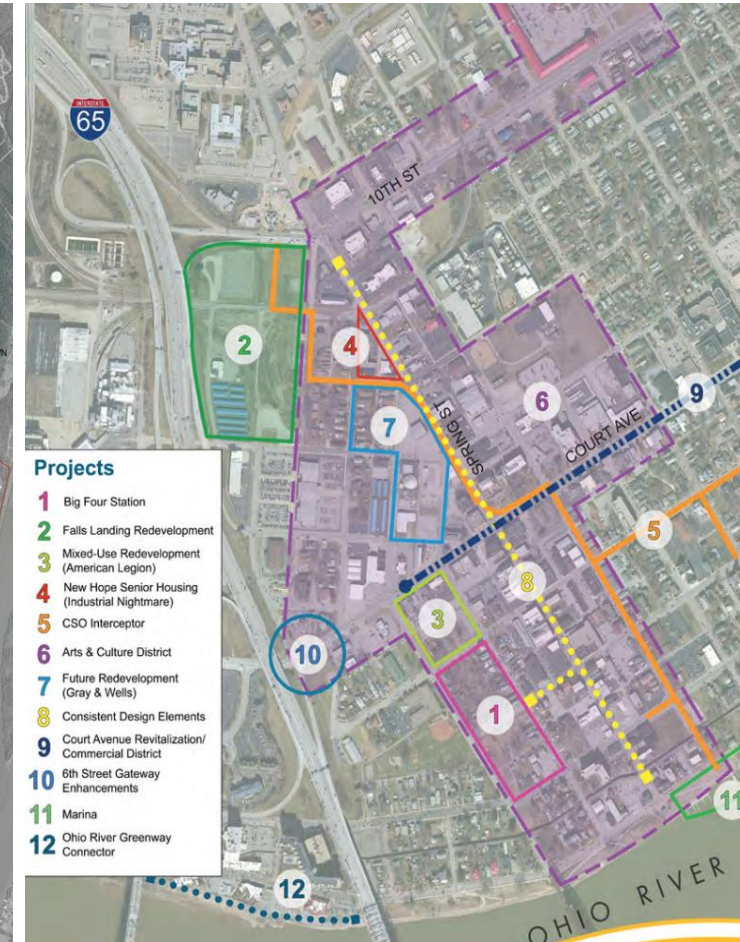 INTERSTATE
65
10TH ST
2
4
6
9
7
SPRING ST
COURT AVE
5
8
3
10
1
11
12
OHIO RIVER
Projects
1 Big Four Station
2 Falls Landing Redevelopment
3 Mixed-Use Redevelopment
(American Legion)
4 New Hope Senior Housing
(Industrial Nightmare)
5 CSO Interceptor
6 Arts & Culture District
7 Future Redevelopment
(Gray & Wells)
8 Consistent Design Elements
9 Court Avenue Revitalization/
Commercial District
10 6th Street Gateway
Enhancements
11 Marina
12 Ohio River Greenway
Connector